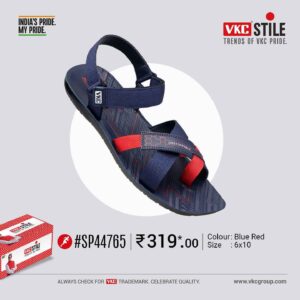 INDIA'S PRIDE.
MY PRIDE.
VKC STILE
TRENDS OF VKC PRIDE.
VKC
#SP44765
₹319*.00
Colour: Blue Red
Size : 6x10
ALWAYS CHECK FOR VKC TRADEMARK. CELEBRATE QUALITY.
www.vkcgroup.com